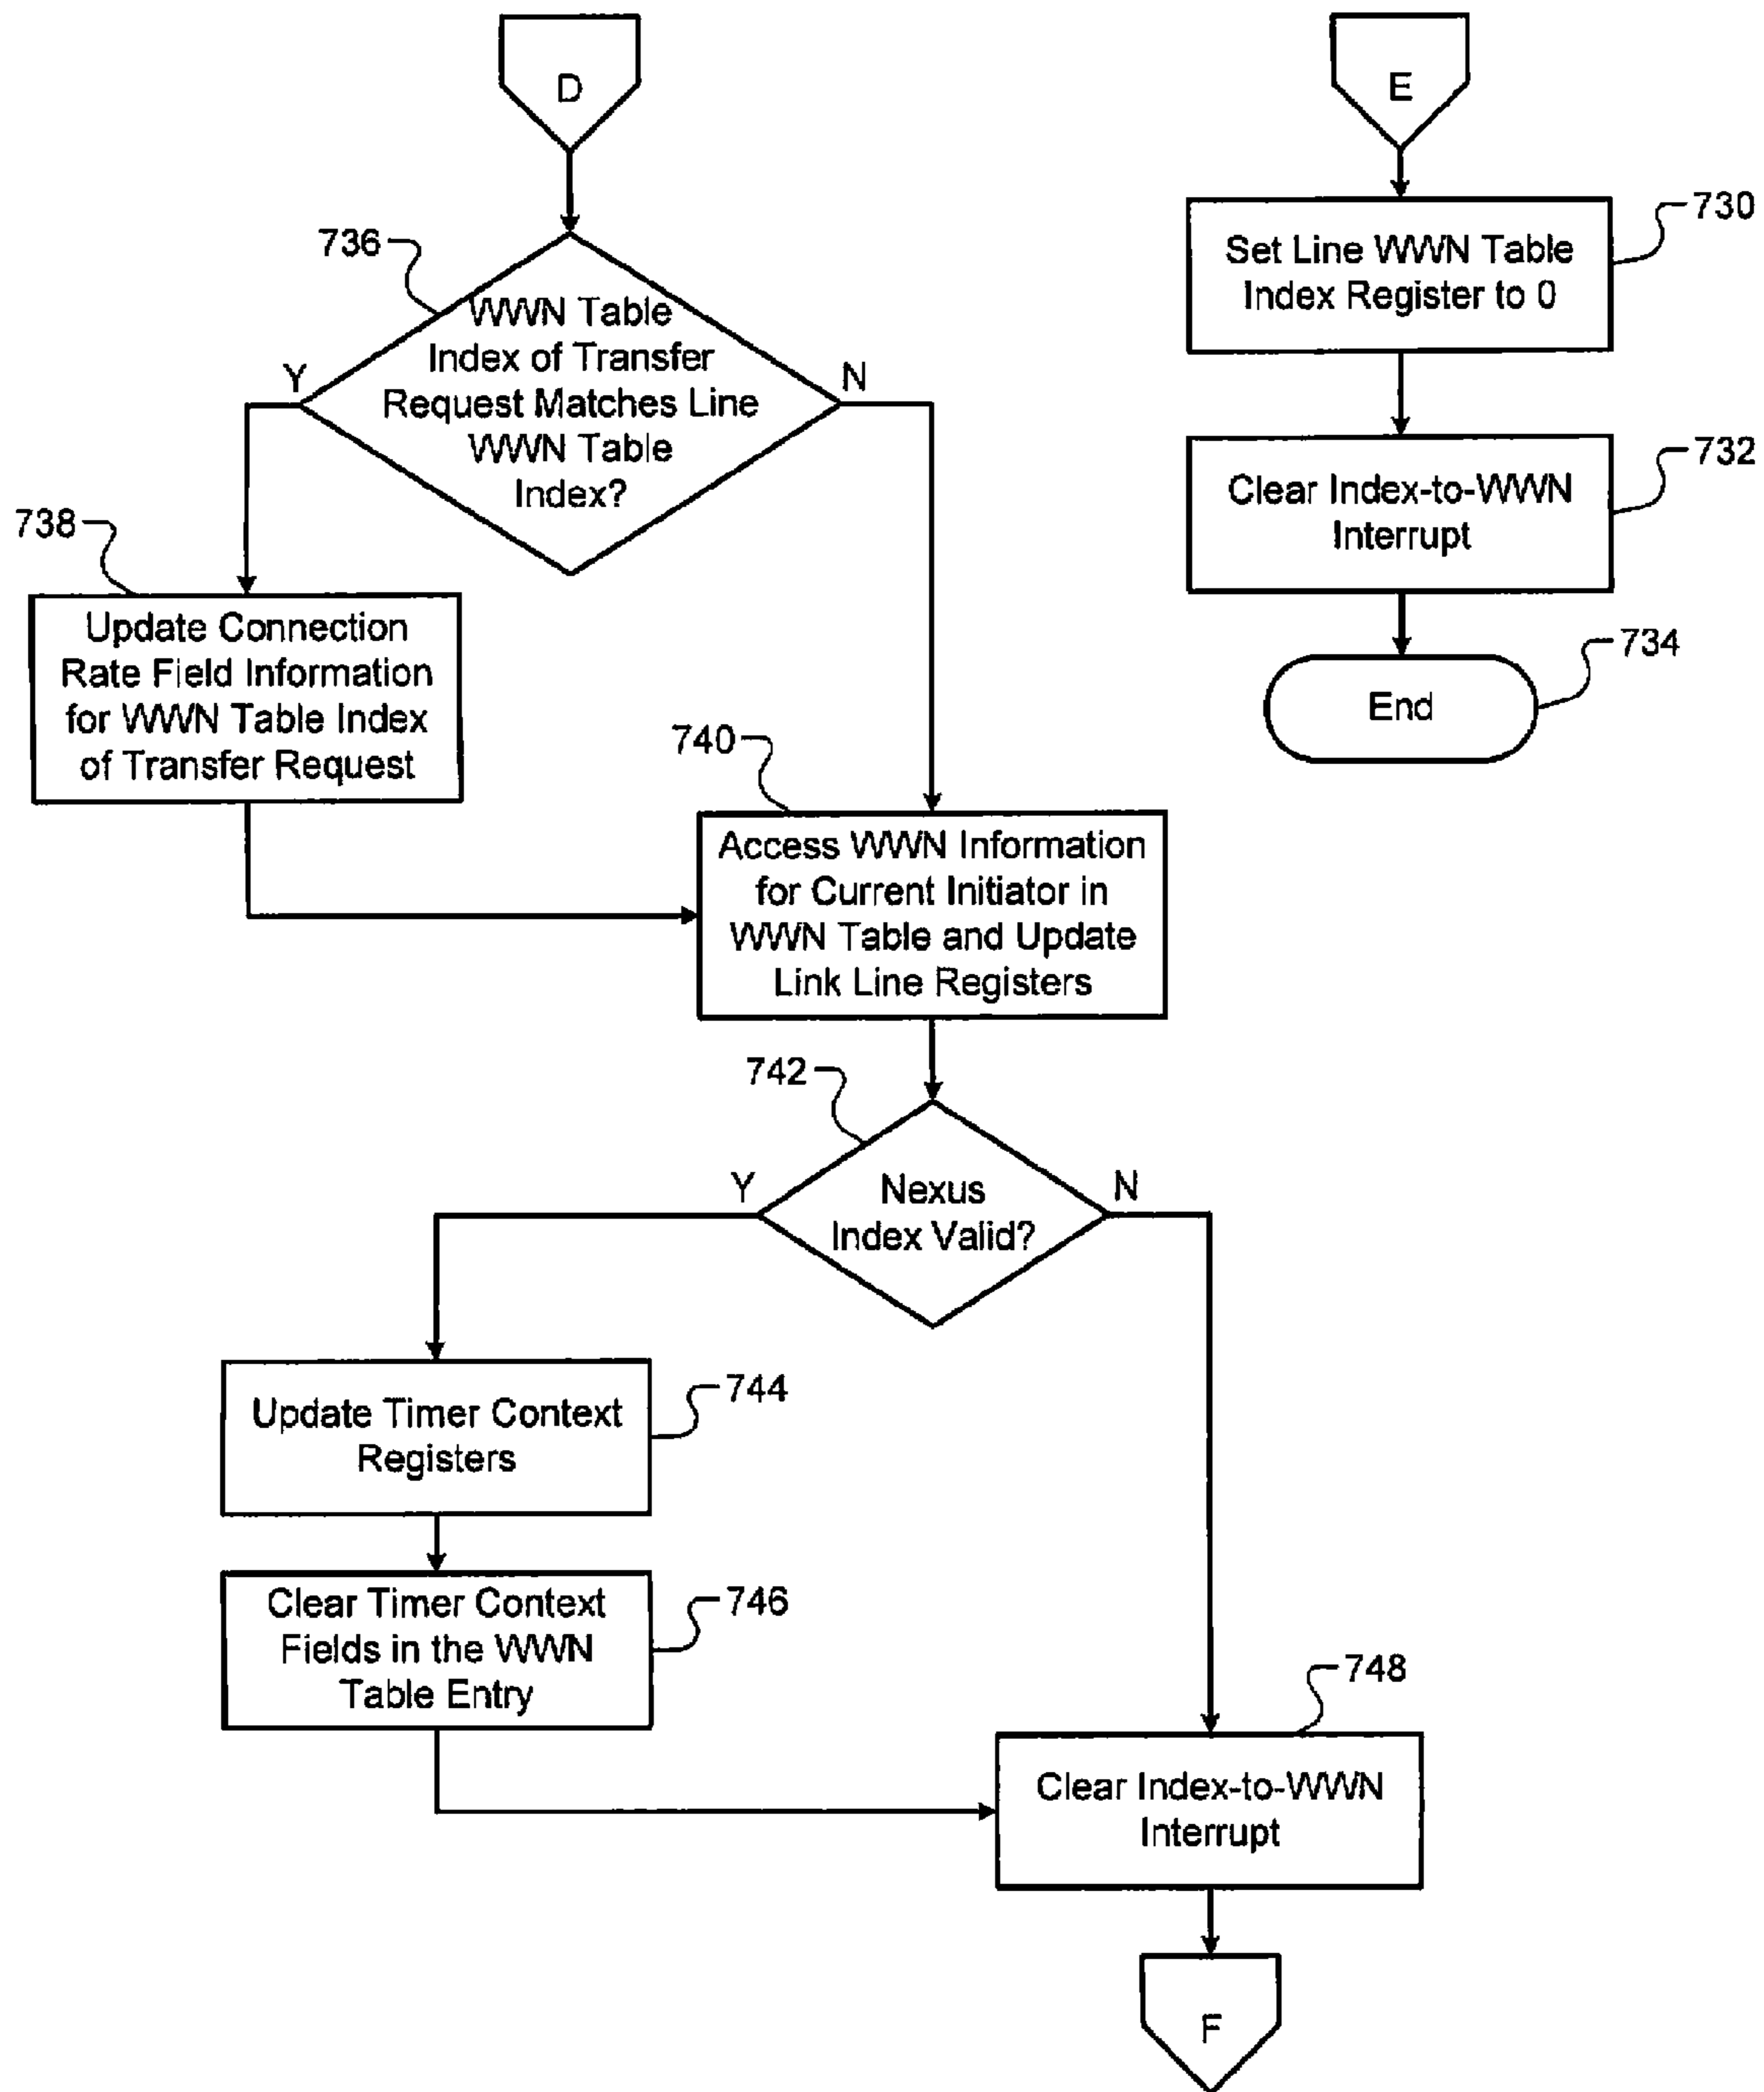 D
E
736
WWN Table
Index of Transfer
Request Matches Line
WWN Table
Index?
Y
N
730
Set Line WWN Table
Index Register to 0
732
Clear Index-to-WWN
Interrupt
734
End
738
Update Connection
Rate Field Information
for WWN Table Index
of Transfer Request
740
Access WWN Information
for Current Initiator in
WWN Table and Update
Link Line Registers
742
Nexus
Index Valid?
Y
N
744
Update Timer Context
Registers
746
Clear Timer Context
Fields in the WWN
Table Entry
748
Clear Index-to-WWN
Interrupt
F